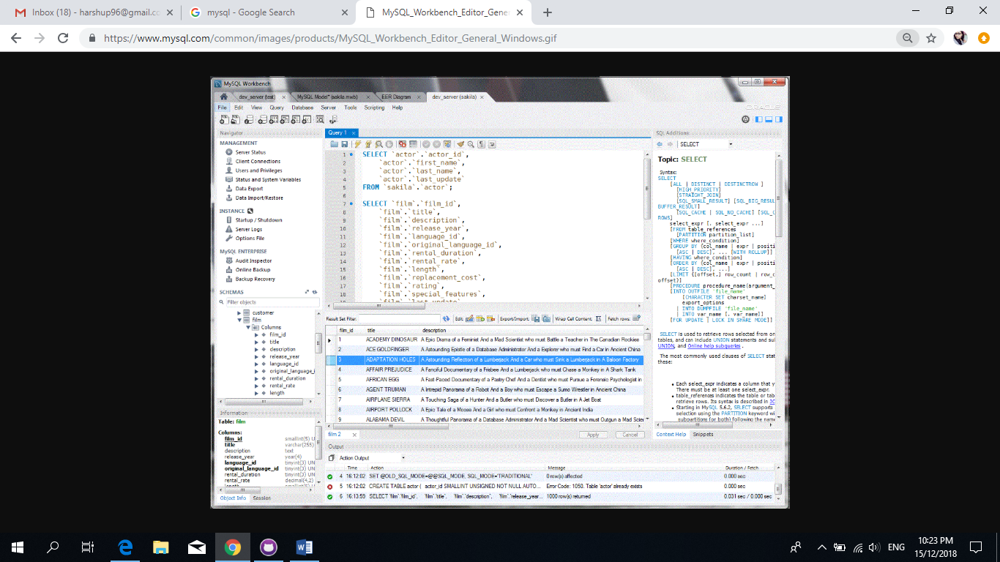 Inbox (18) - harshup96@gmail.co
mysql - Google Search
MySQL_Workbench_Editor_Gene
https://www.mysql.com/common/images/products/MySQL_Workbench_Editor_General_Windows.gif
MySQL Workbench
dev_server (test)
MySQL Model* (sakila.mwb)
EER Diagram
dev_server (sakila)
File Edit View Query Database Server Tools Scripting Help
ORACLE
Navigator
MANAGEMENT
Server Status
Client Connections
Users and Privileges
Status and System Variables
Data Export
Data Import/Restore
INSTANCE
Startup / Shutdown
Server Logs
Options File
MySQL ENTERPRISE
Audit Inspector
Online Backup
Backup Recovery
SCHEMAS
Filter objects
customer
film
Columns
film_id
title
description
release_year
language_id
original_language_i
rental_duration
rental_rate
length
Information
Table: film
Columns:
film_id smallint(5) UN
title varchar(255)
description text
release_year year(4)
language_id tinyint(3) UN
original_language_id tinyint(3) UN
rental_duration tinyint(3) UN
rental_rate decimal(4,2)
length smallint(5) UN
Object Info Session
Query 1
1 SELECT `actor`.`actor_id`,
2 `actor`.`first_name`,
3 `actor`.`last_name`,
4 `actor`.`last_update`
5 FROM `sakila`.`actor`;
6
7 SELECT `film`.`film_id`,
8 `film`.`title`,
9 `film`.`description`,
10 `film`.`release_year`,
11 `film`.`language_id`,
12 `film`.`original_language_id`,
13 `film`.`rental_duration`,
14 `film`.`rental_rate`,
15 `film`.`length`,
16 `film`.`replacement_cost`,
17 `film`.`rating`,
18 `film`.`special_features`,
19 `film`.`last_update`
Result Set Filter: Edit: Export/Import: Wrap Cell Content: Fetch rows:
film_id title description
1 ACADEMY DINOSAUR A Epic Drama of a Feminist And a Mad Scientist who must Battle a Teacher in The Canadian Rockies
2 ACE GOLDFINGER A Astounding Epistle of a Database Administrator And a Explorer who must Find a Car in Ancient China
3 ADAPTATION HOLES A Astounding Reflection of a Lumberjack And a Car who must Sink a Lumberjack in A Baloon Factory
4 AFFAIR PREJUDICE A Fanciful Documentary of a Frisbee And a Lumberjack who must Chase a Monkey in A Shark Tank
5 AFRICAN EGG A Fast-Paced Documentary of a Pastry Chef And a Dentist who must Pursue a Forensic Psychologist in
6 AGENT TRUMAN A Intrepid Panorama of a Robot And a Boy who must Escape a Sumo Wrestler in Ancient China
7 AIRPLANE SIERRA A Touching Saga of a Hunter And a Butler who must Discover a Butler in A Jet Boat
8 AIRPORT POLLOCK A Epic Tale of a Moose And a Girl who must Confront a Monkey in Ancient India
9 ALABAMA DEVIL A Thoughtful Panorama of a Database Administrator And a Mad Scientist who must Outgun a Mad Scien
film 2
Apply Cancel
Output
Action Output
Time Action Message Duration / Fetch
4 16:12:02 SET @OLD_SQL_MODE=@@SQL_MODE, SQL_MODE='TRADITIONAL' 0 row(s) affected 0.000 sec
5 16:12:02 CREATE TABLE actor ( actor_id SMALLINT UNSIGNED NOT NULL AUTO... Error Code: 1050. Table 'actor' already exists 0.000 sec
6 16:13:59 SELECT `film`.`film_id`, `film`.`title`, `film`.`description`, `film`.`release_year... 1000 row(s) returned 0.031 sec / 0.000 sec
SQL Additions
SELECT
Topic: SELECT
Syntax:
SELECT
[ALL | DISTINCT | DISTINCTROW ]
[HIGH_PRIORITY]
[STRAIGHT_JOIN]
[SQL_SMALL_RESULT] [SQL_BIG_RESUL
BUFFER_RESULT]
[SQL_CACHE | SQL_NO_CACHE] [SQL_C
ROWS]
select_expr [, select_expr ...]
[FROM table_references
[PARTITION partition_list]
[WHERE where_condition]
[GROUP BY {col_name | expr | positi
[ASC | DESC], ... [WITH ROLLUP]]
[HAVING where_condition]
[ORDER BY {col_name | expr | positi
[ASC | DESC], ...]
[LIMIT {[offset,] row_count | row_c
offset}]
[PROCEDURE procedure_name(argument_
[INTO OUTFILE 'file_name'
[CHARACTER SET charset_name]
export_options
| INTO DUMPFILE 'file_name'
| INTO var_name [, var_name]]
[FOR UPDATE | LOCK IN SHARE MODE]]
SELECT is used to retrieve rows selected from on
tables, and can include UNION statements and sul
UNION, and Online help subqueries .
The most commonly used clauses of SELECT stat
these:
Each select_expr indicates a column that y
There must be at least one select_expr.
table_references indicates the table or tab
retrieve rows. Its syntax is described in JC
Starting in MySQL 5.6.2, SELECT supports
selection using the PARTITION keyword wi
subpartitions (or both) following the name
Context Help Snippets
ENG
10:23 PM
15/12/2018